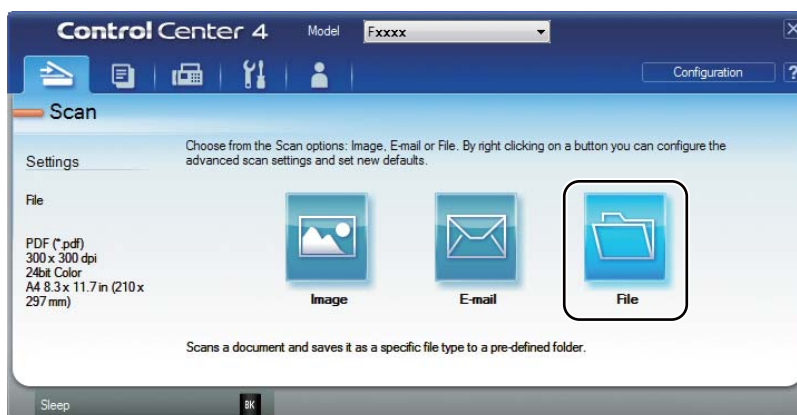 Control Center 4 Model Fxxxx
Configuration ?
Scan
Choose from the Scan options: Image, E-mail or File. By right clicking on a button you can configure the
advanced scan settings and set new defaults.
Settings
File
PDF (*.pdf)
300 x 300 dpi
24bit Color
A4 8.3 x 11.7 in (210 x
297 mm)
Image E-mail File
Scans a document and saves it as a specific file type to a pre-defined folder.
Sleep BK